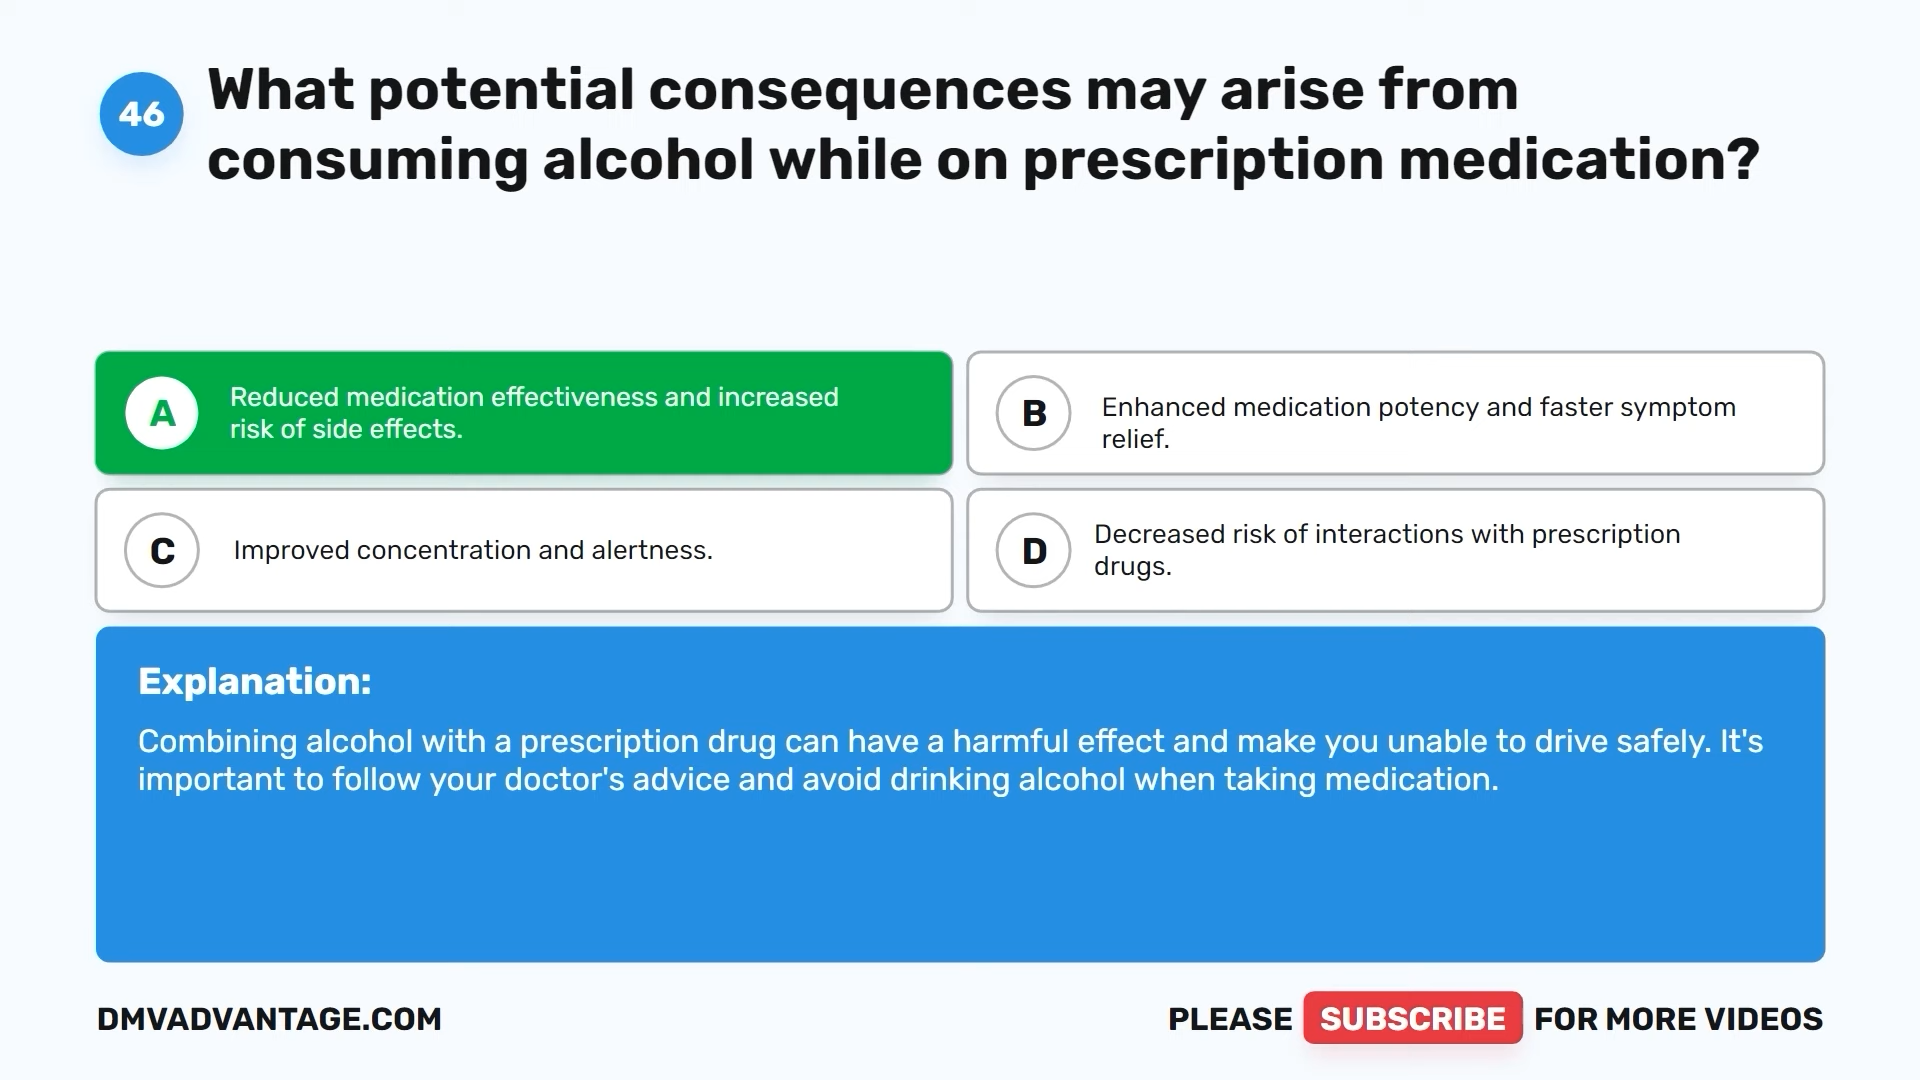 46
What potential consequences may arise from
consuming alcohol while on prescription medication?
A
Reduced medication effectiveness and increased
risk of side effects.
B
Enhanced medication potency and faster symptom
relief.
C
Improved concentration and alertness.
D
Decreased risk of interactions with prescription
drugs.
Explanation:
Combining alcohol with a prescription drug can have a harmful effect and make you unable to drive safely. It's
important to follow your doctor's advice and avoid drinking alcohol when taking medication.
DMVADVANTAGE.COM
PLEASE SUBSCRIBE FOR MORE VIDEOS